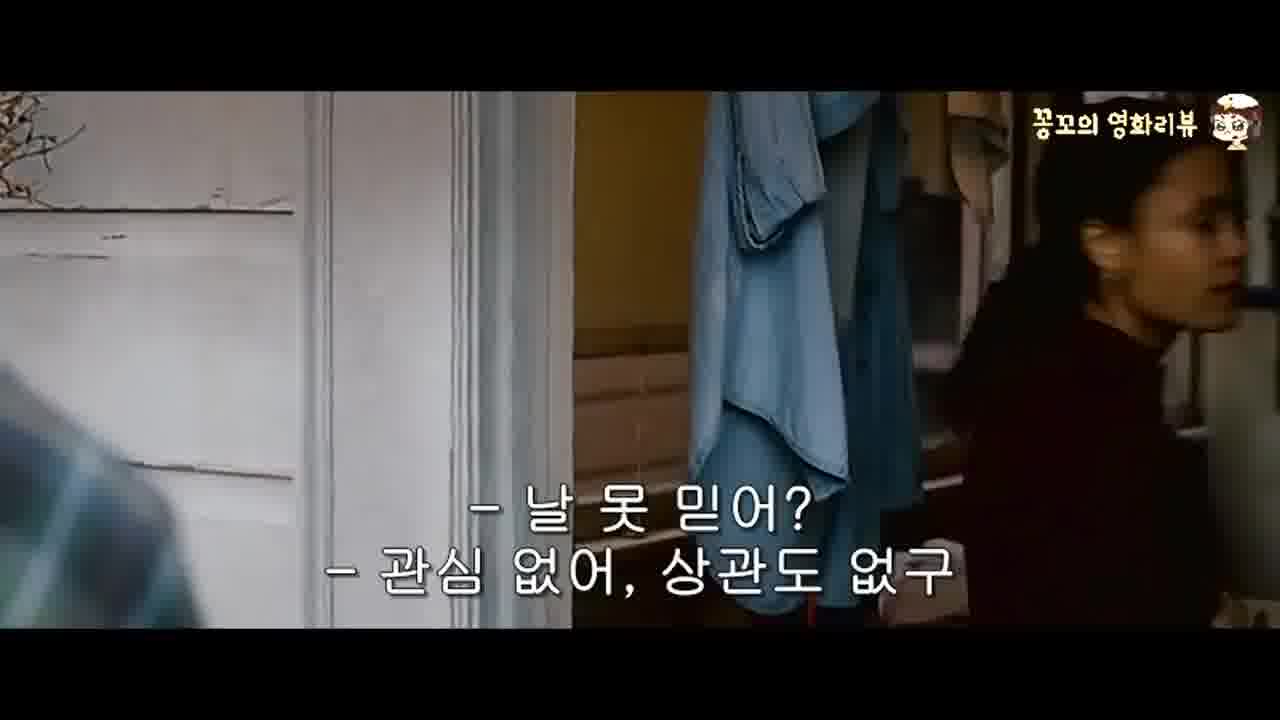 꽁꼬의 영화리뷰
- 날 못 믿어?
- 관심 없어, 상관도 없구